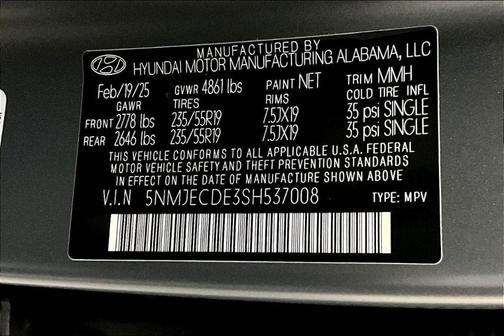 MANUFACTURED BY
HYUNDAI MOTOR MANUFACTURING ALABAMA, LLC
Feb/19/25 GVWR 4861 lbs PAINT NET TRIM MMH
GAWR TIRES RIMS COLD TIRE INFL
FRONT 2778 lbs 235/55R19 7.5JX19 35 psi SINGLE
REAR 2646 lbs 235/55R19 7.5JX19 35 psi SINGLE
THIS VEHICLE CONFORMS TO ALL APPLICABLE U.S.A. FEDERAL
MOTOR VEHICLE SAFETY AND THEFT PREVENTION STANDARDS
IN EFFECT ON THE DATE OF MANUFACTURE SHOWN ABOVE.
V.I.N 5NMJECDE3SH537008 TYPE: MPV